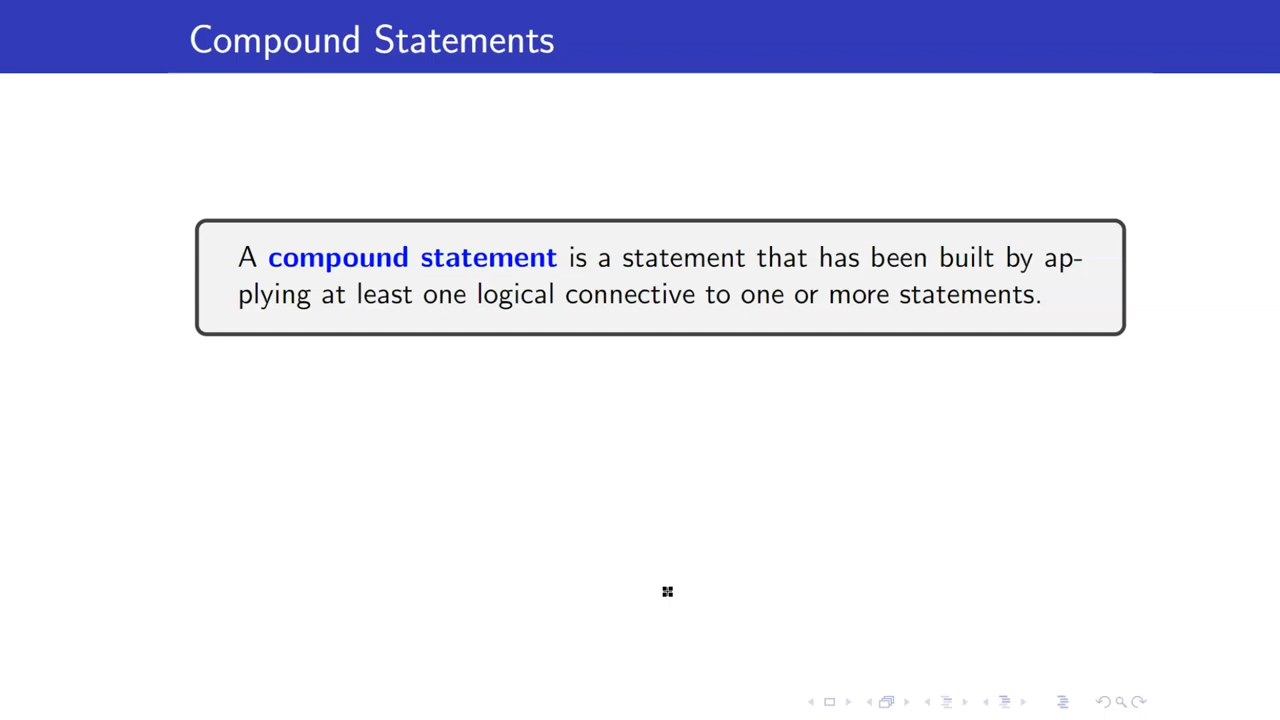 Compound Statements
A compound statement is a statement that has been built by ap-
plying at least one logical connective to one or more statements.